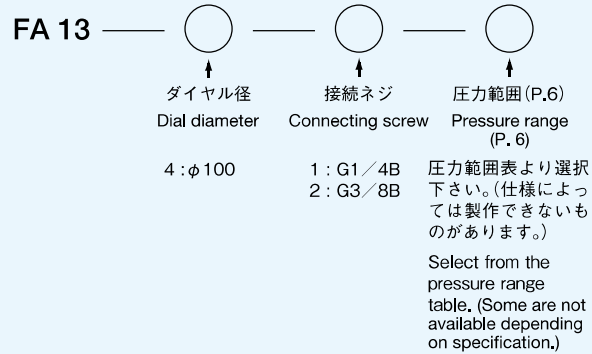 FA 13
ダイヤル径
Dial diameter
4 : φ100
接続ネジ
Connecting screw
1 : G1／4B
2 : G3／8B
圧力範囲(P.6)
Pressure range
(P. 6)
圧力範囲表より選択
下さい。(仕様によっ
ては製作できないも
のがあります。)
Select from the
pressure range
table. (Some are not
available depending
on specification.)